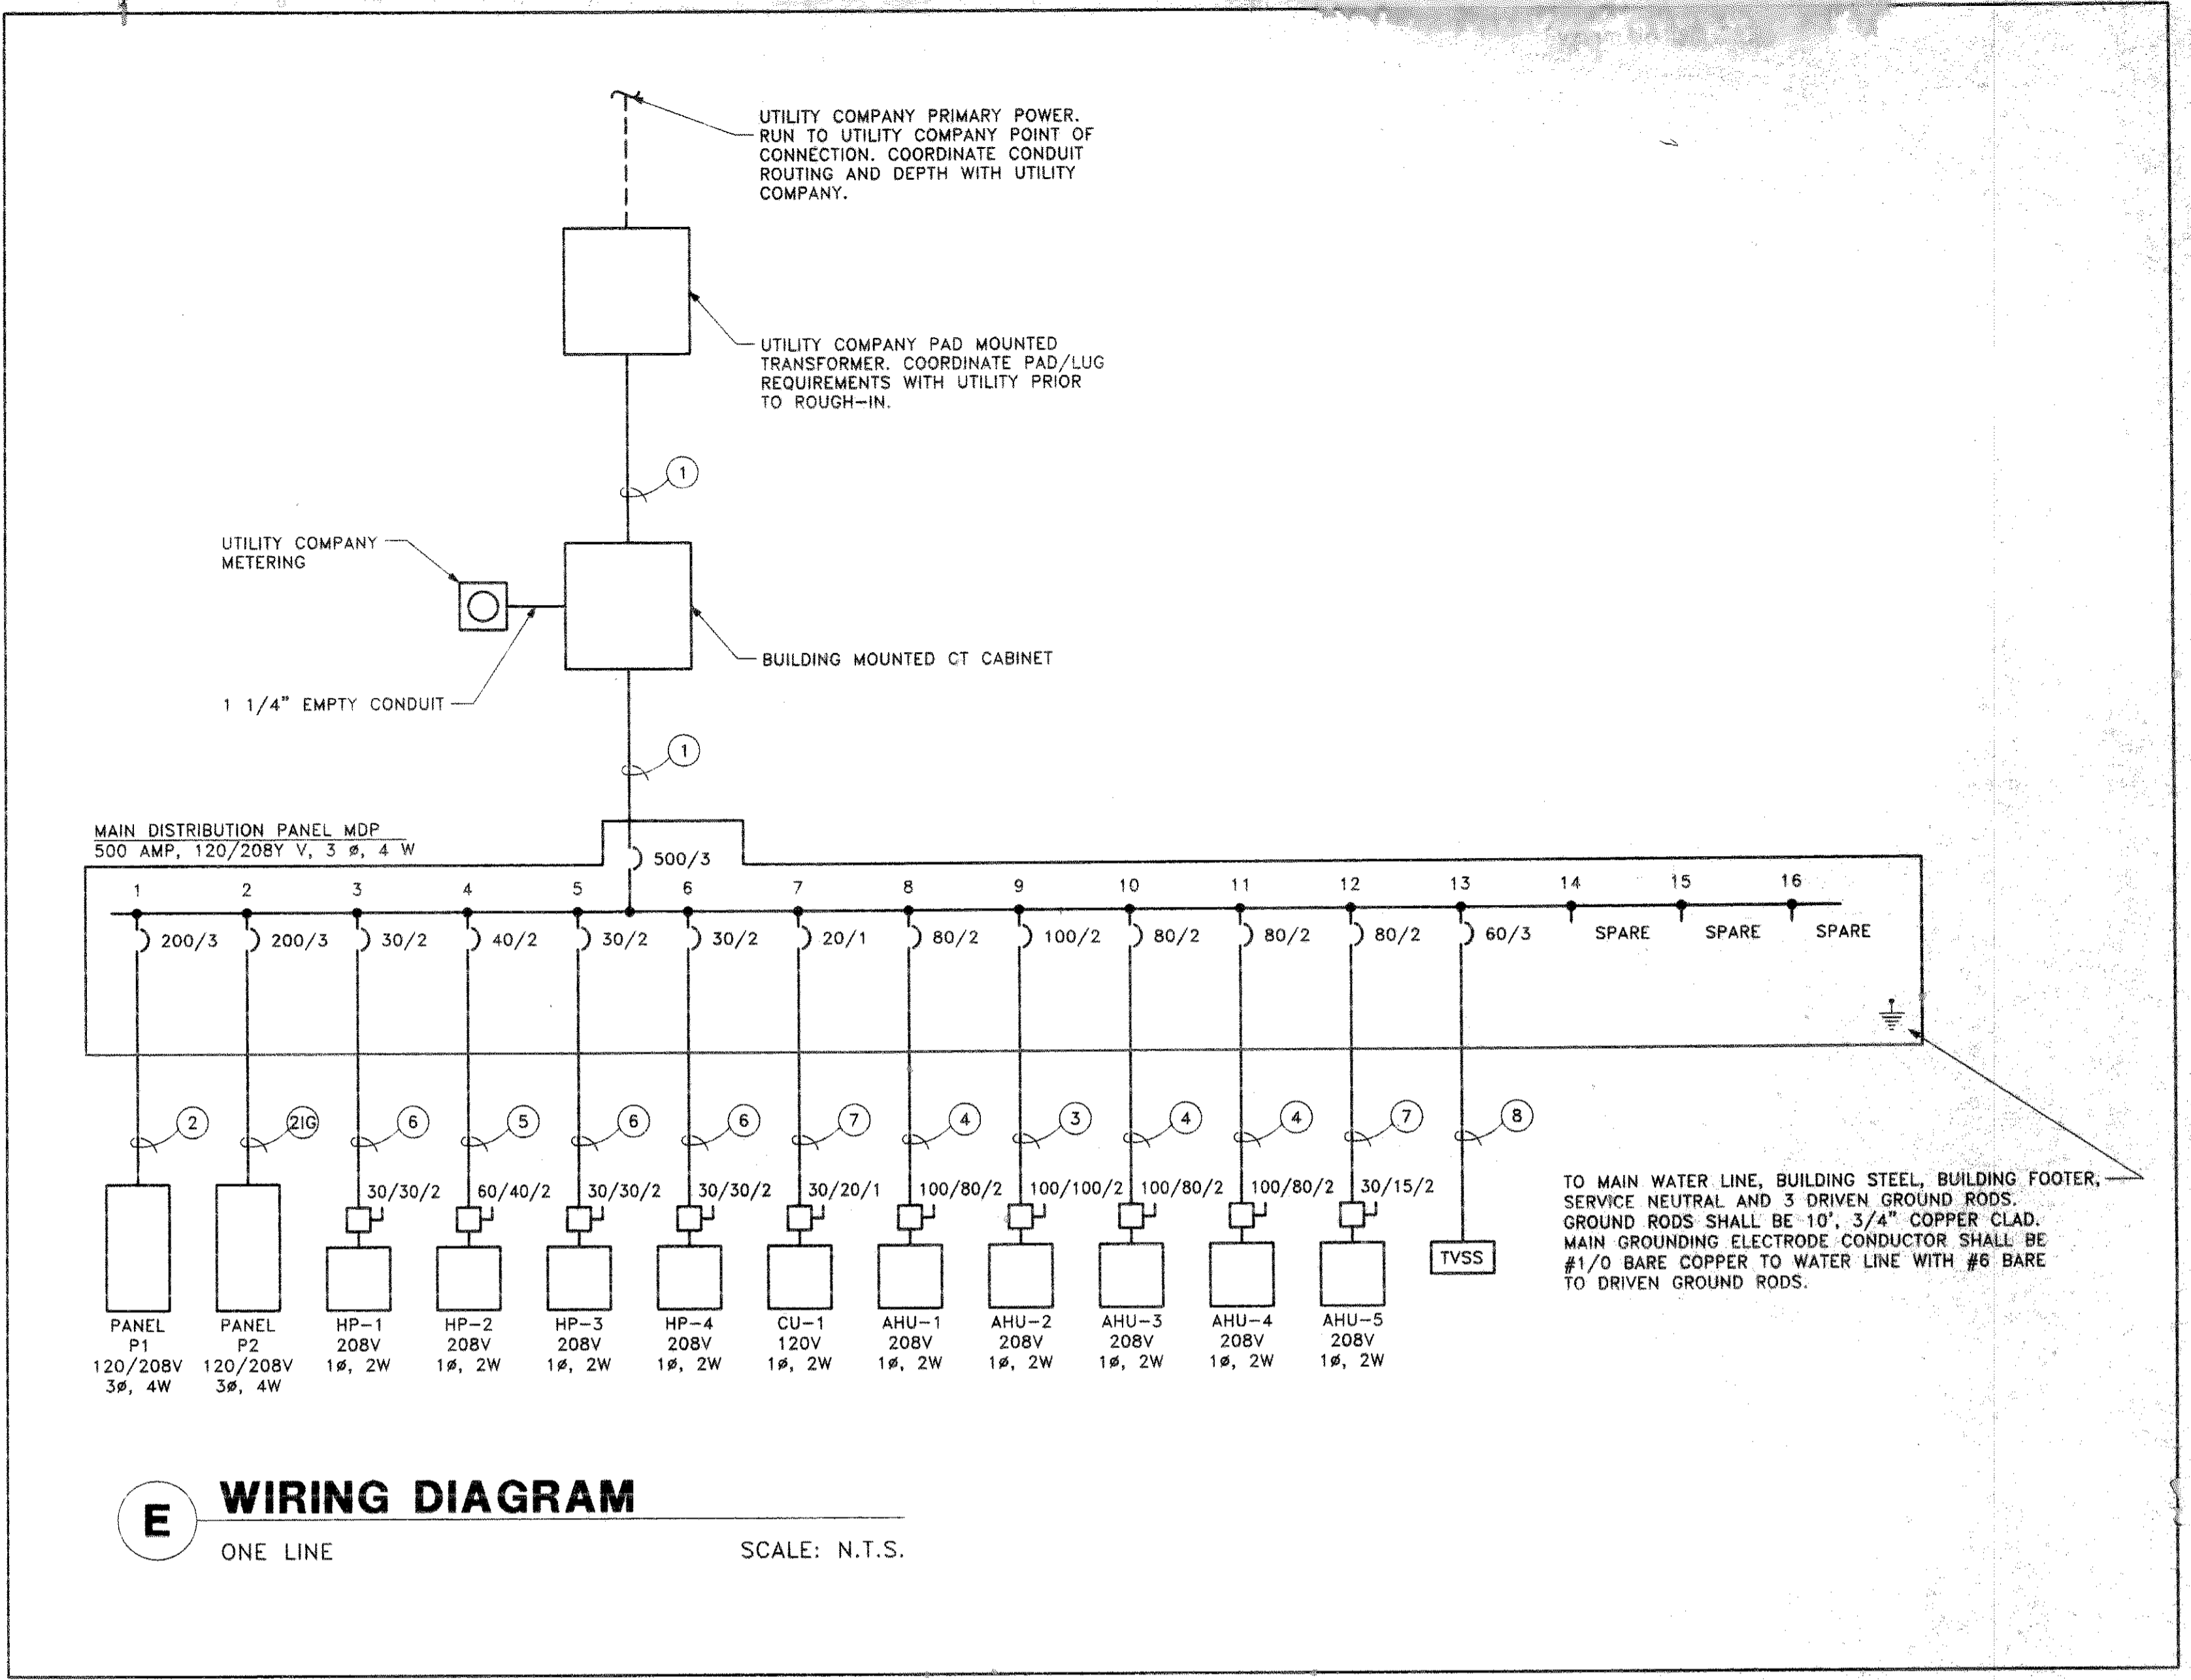 UTILITY COMPANY PRIMARY POWER.
RUN TO UTILITY COMPANY POINT OF
CONNECTION. COORDINATE CONDUIT
ROUTING AND DEPTH WITH UTILITY
COMPANY.
UTILITY COMPANY PAD MOUNTED
TRANSFORMER. COORDINATE PAD/LUG
REQUIREMENTS WITH UTILITY PRIOR
TO ROUGH-IN.
1
UTILITY COMPANY
METERING
BUILDING MOUNTED CT CABINET
1 1/4" EMPTY CONDUIT
1
MAIN DISTRIBUTION PANEL MDP
500 AMP, 120/208Y V, 3 ø, 4 W
500/3
1 2 3 4 5 6 7 8 9 10 11 12 13 14 15 16
200/3 200/3 30/2 40/2 30/2 30/2 20/1 80/2 100/2 80/2 80/2 80/2 60/3 SPARE SPARE SPARE
2 2IG 6 5 6 6 7 4 3 4 4 7 8
30/30/2 60/40/2 30/30/2 30/30/2 30/20/1 100/80/2 100/100/2 100/80/2 100/80/2 30/15/2
TVSS
PANEL
P1
120/208V
3ø, 4W
PANEL
P2
120/208V
3ø, 4W
HP-1
208V
1ø, 2W
HP-2
208V
1ø, 2W
HP-3
208V
1ø, 2W
HP-4
208V
1ø, 2W
CU-1
120V
1ø, 2W
AHU-1
208V
1ø, 2W
AHU-2
208V
1ø, 2W
AHU-3
208V
1ø, 2W
AHU-4
208V
1ø, 2W
AHU-5
208V
1ø, 2W
TO MAIN WATER LINE, BUILDING STEEL, BUILDING FOOTER,
SERVICE NEUTRAL AND 3 DRIVEN GROUND RODS.
GROUND RODS SHALL BE 10', 3/4" COPPER CLAD.
MAIN GROUNDING ELECTRODE CONDUCTOR SHALL BE
#1/0 BARE COPPER TO WATER LINE WITH #6 BARE
TO DRIVEN GROUND RODS.
E
WIRING DIAGRAM
ONE LINE SCALE: N.T.S.